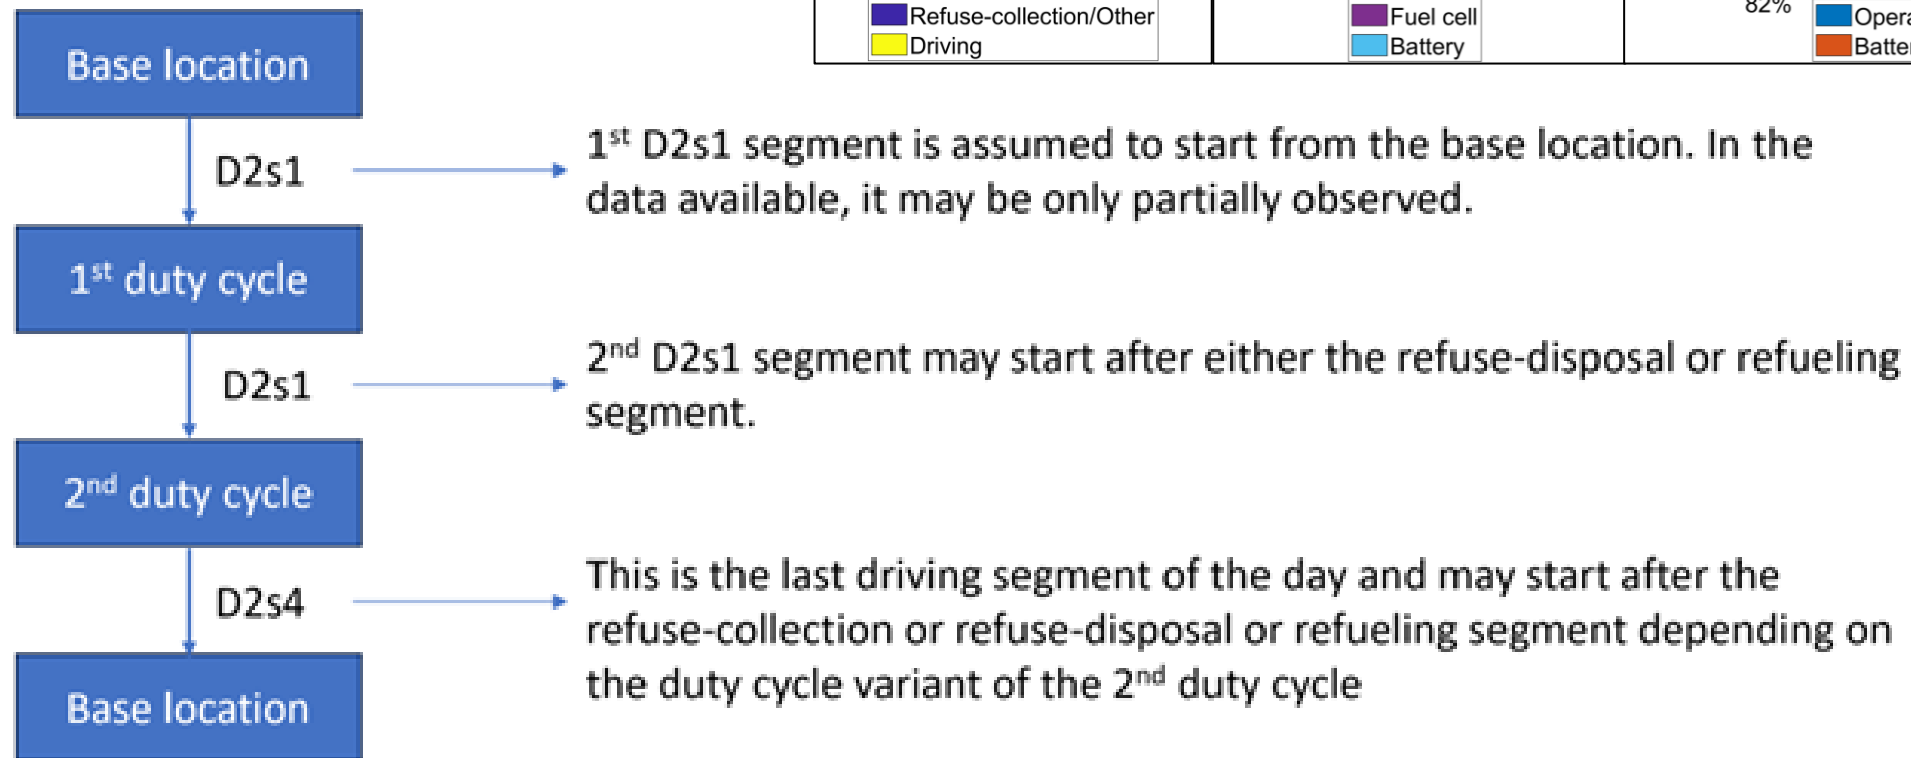 Refuse-collection/Other
Driving
Fuel cell
Battery
82%
Base location
D2s1
1st D2s1 segment is assumed to start from the base location. In the
data available, it may be only partially observed.
1st duty cycle
D2s1
2nd D2s1 segment may start after either the refuse-disposal or refueling
segment.
2nd duty cycle
D2s4
This is the last driving segment of the day and may start after the
refuse-collection or refuse-disposal or refueling segment depending on
the duty cycle variant of the 2nd duty cycle
Base location